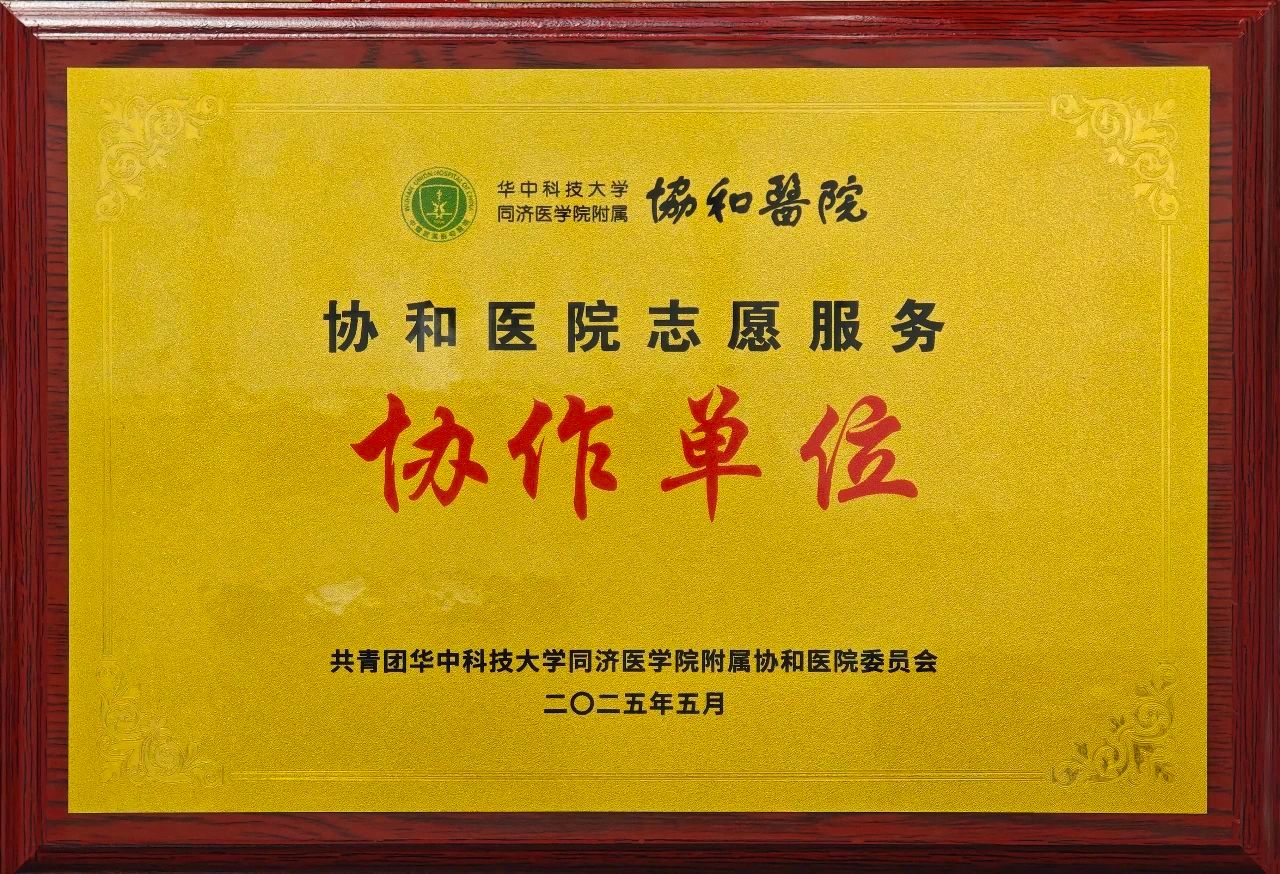 华中科技大学
同济医学院附属
協和醫院
协和医院志愿服务
协作单位
共青团华中科技大学同济医学院附属协和医院委员会
二〇二五年五月